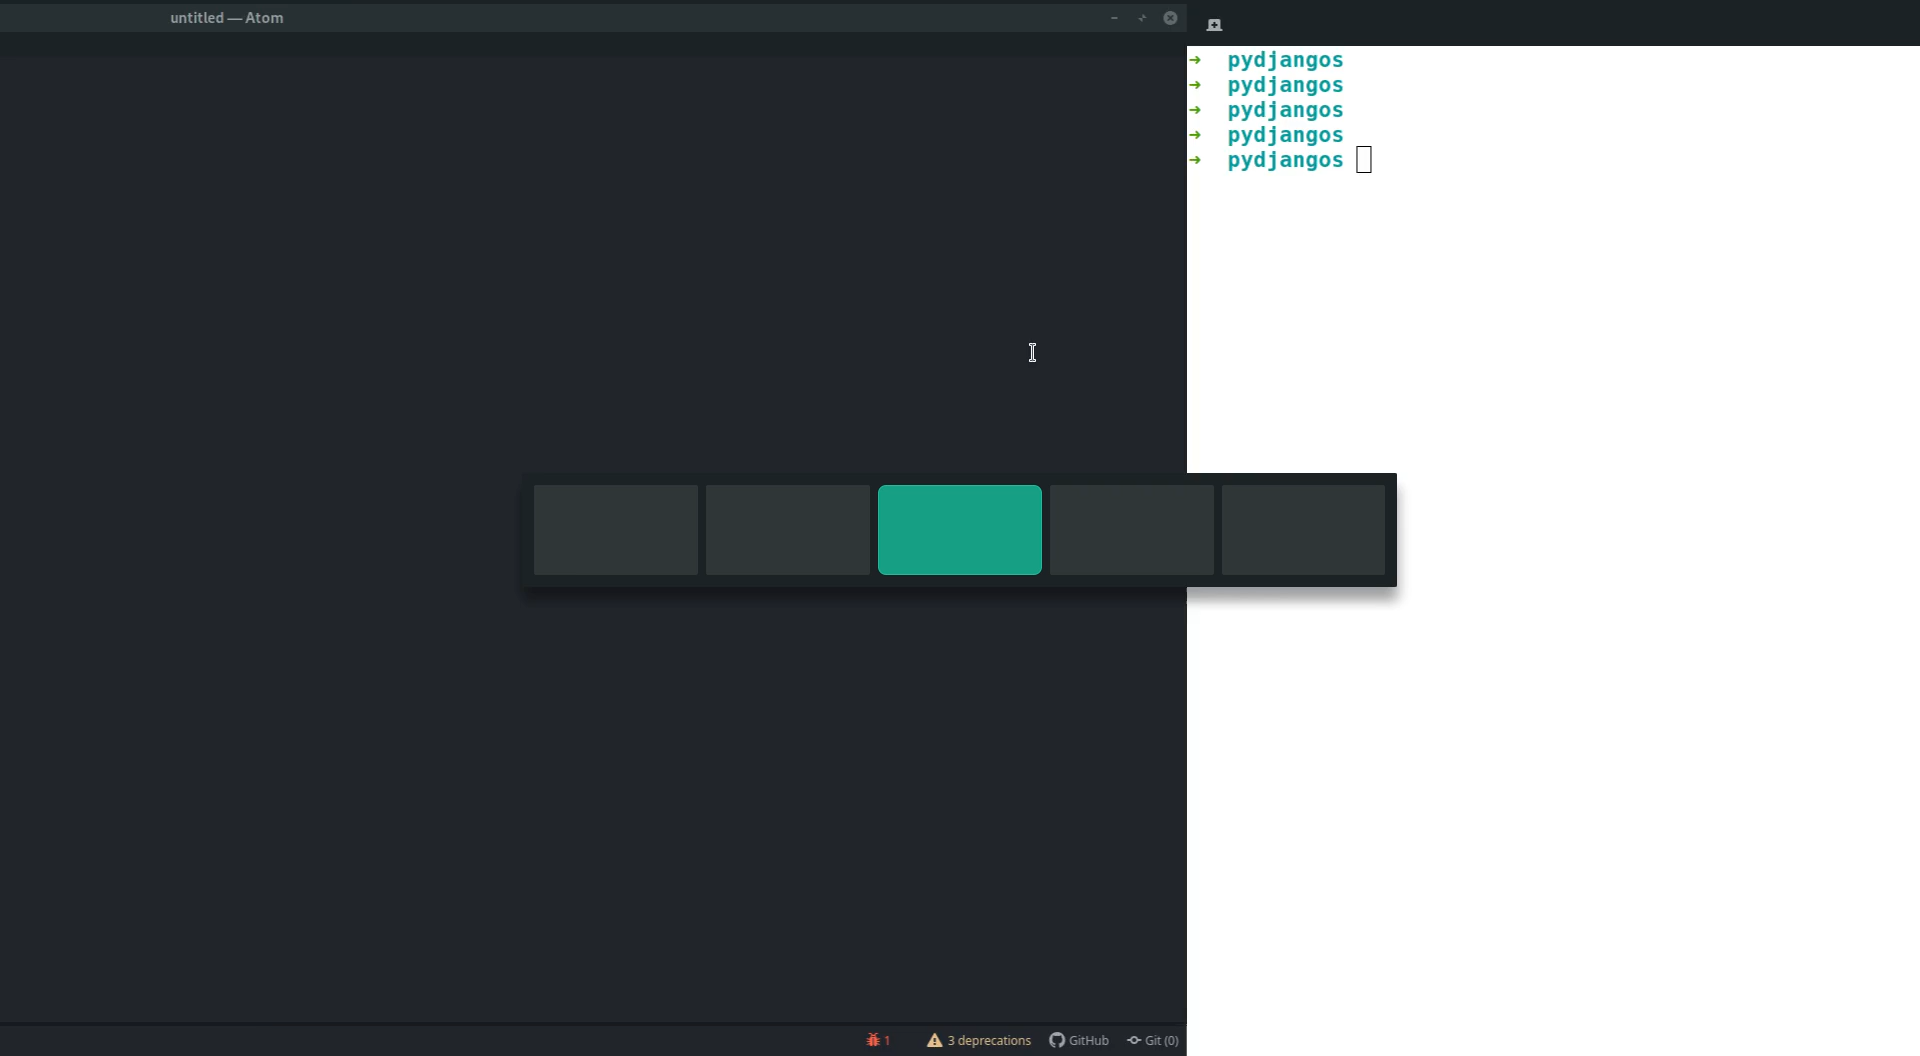 untitled — Atom
➜ pydjangos
➜ pydjangos
➜ pydjangos
➜ pydjangos
➜ pydjangos
1
3 deprecations
GitHub
Git (0)